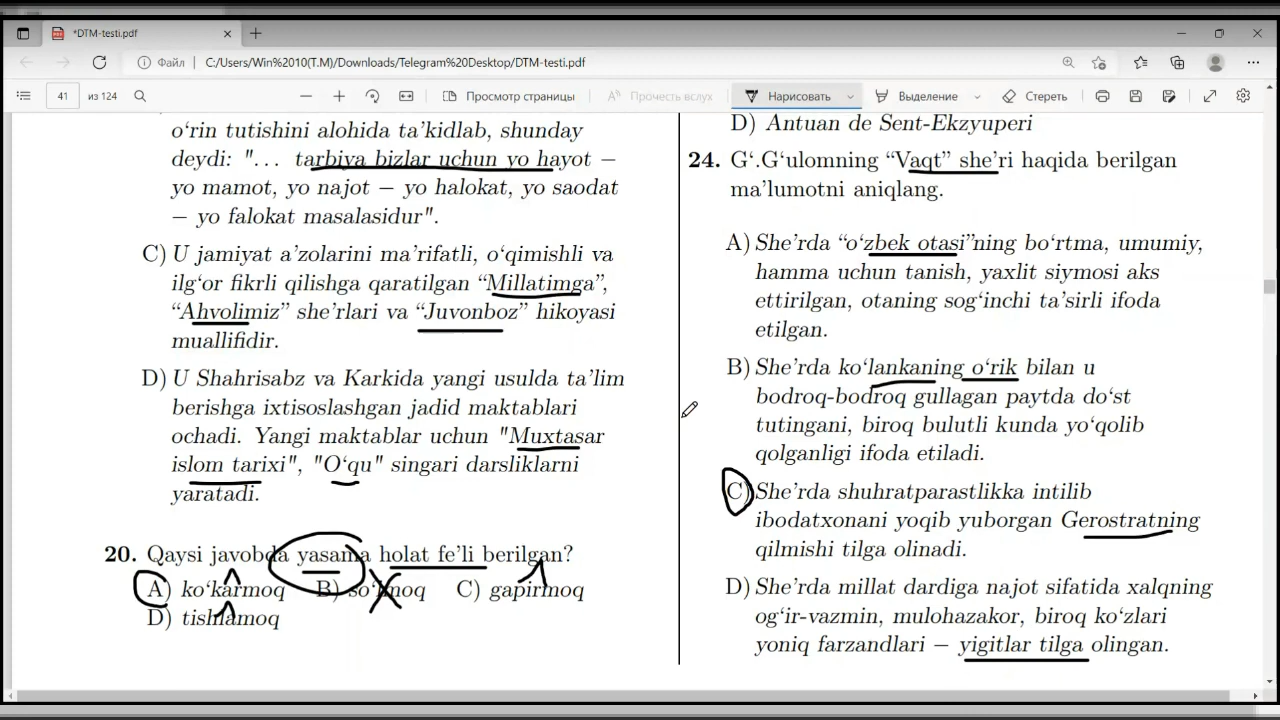 *DTM-testi.pdf
Файл
C:/Users/Win%2010(T.M)/Downloads/Telegram%20Desktop/DTM-testi.pdf
41 из 124
Просмотр страницы
Прочесть вслух
Нарисовать
Выделение
Стереть
o‘rin tutishini alohida ta’kidlab, shunday
deydi: "... tarbiya bizlar uchun yo hayot –
yo mamot, yo najot – yo halokat, yo saodat
– yo falokat masalasidur".
C) U jamiyat a’zolarini ma’rifatli, o‘qimishli va
ilg‘or fikrli qilishga qaratilgan “Millatimga”,
“Ahvolimiz” she’rlari va “Juvonboz” hikoyasi
muallifidir.
D) U Shahrisabz va Karkida yangi usulda ta’lim
berishga ixtisoslashgan jadid maktablari
ochadi. Yangi maktablar uchun "Muxtasar
islom tarixi", "O‘qu" singari darsliklarni
yaratadi.
20. Qaysi javobda yasama holat fe’li berilgan?
A) ko‘karmoq B) so‘lmoq C) gapirmoq
D) tishlamoq
D) Antuan de Sent-Ekzyuperi
24. G‘.G‘ulomning “Vaqt” she’ri haqida berilgan
ma’lumotni aniqlang.
A) She’rda “o‘zbek otasi”ning bo‘rtma, umumiy,
hamma uchun tanish, yaxlit siymosi aks
ettirilgan, otaning sog‘inchi ta’sirli ifoda
etilgan.
B) She’rda ko‘lankaning o‘rik bilan u
bodroq-bodroq gullagan paytda do‘st
tutingani, biroq bulutli kunda yo‘qolib
qolganligi ifoda etiladi.
C) She’rda shuhratparastlikka intilib
ibodatxonani yoqib yuborgan Gerostratning
qilmishi tilga olinadi.
D) She’rda millat dardiga najot sifatida xalqning
og‘ir-vazmin, mulohazakor, biroq ko‘zlari
yoniq farzandlari – yigitlar tilga olingan.